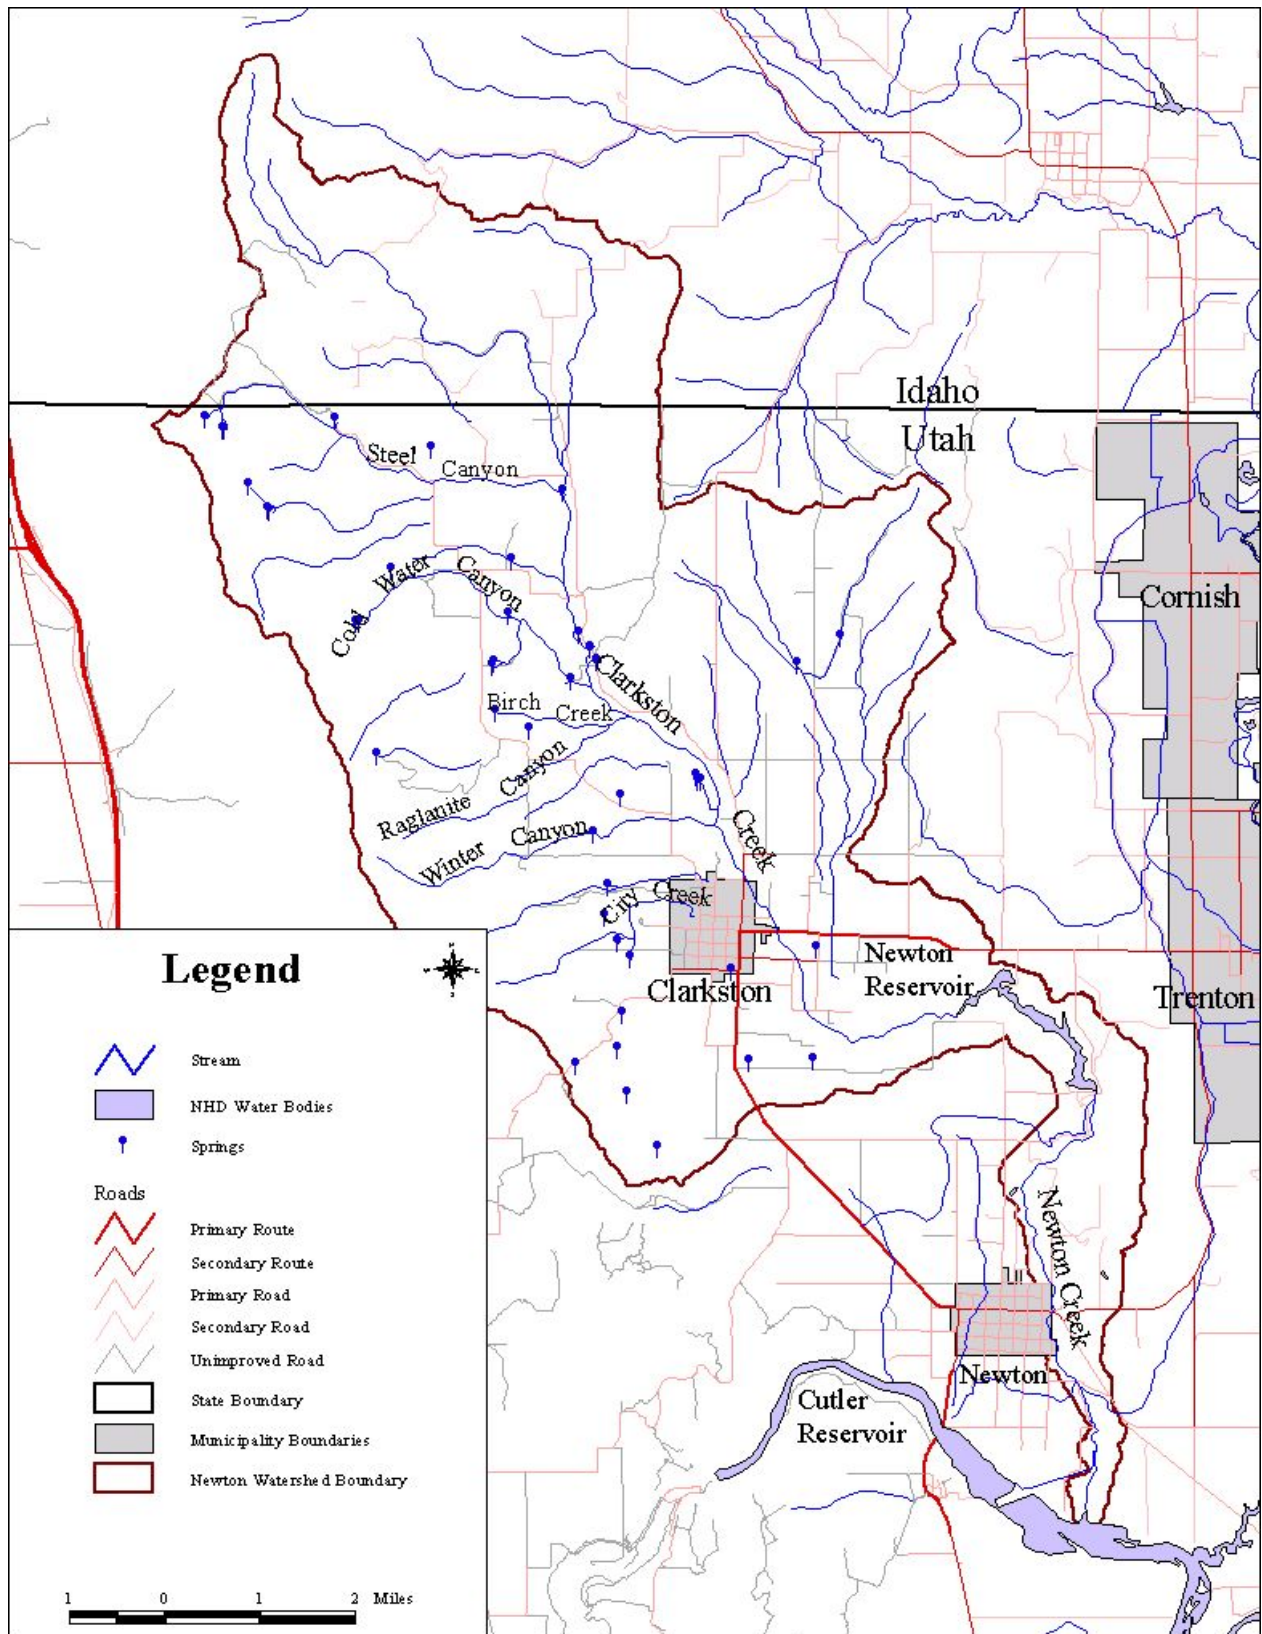 Idaho
Utah
Steel
Canyon
Cold Water Canyon
Cornish
Clarkston Creek
Birch Creek
Raglanite Canyon
Winter Canyon
City Creek
Newton
Reservoir
Clarkston
Trenton
Newton Creek
Newton
Cutler
Reservoir
Legend
Stream
NHD Water Bodies
Springs
Roads
Primary Route
Secondary Route
Primary Road
Secondary Road
Unimproved Road
State Boundary
Municipality Boundaries
Newton Watershed Boundary
1 0 1 2 Miles